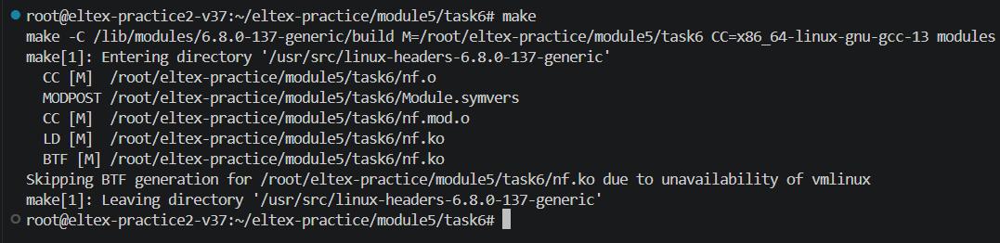 root@eltex-practice2-v37:~/eltex-practice/module5/task6# make
make -C /lib/modules/6.8.0-137-generic/build M=/root/eltex-practice/module5/task6 CC=x86_64-linux-gnu-gcc-13 modules
make[1]: Entering directory '/usr/src/linux-headers-6.8.0-137-generic'
  CC [M]  /root/eltex-practice/module5/task6/nf.o
  MODPOST /root/eltex-practice/module5/task6/Module.symvers
  CC [M]  /root/eltex-practice/module5/task6/nf.mod.o
  LD [M]  /root/eltex-practice/module5/task6/nf.ko
  BTF [M] /root/eltex-practice/module5/task6/nf.ko
Skipping BTF generation for /root/eltex-practice/module5/task6/nf.ko due to unavailability of vmlinux
make[1]: Leaving directory '/usr/src/linux-headers-6.8.0-137-generic'
root@eltex-practice2-v37:~/eltex-practice/module5/task6#